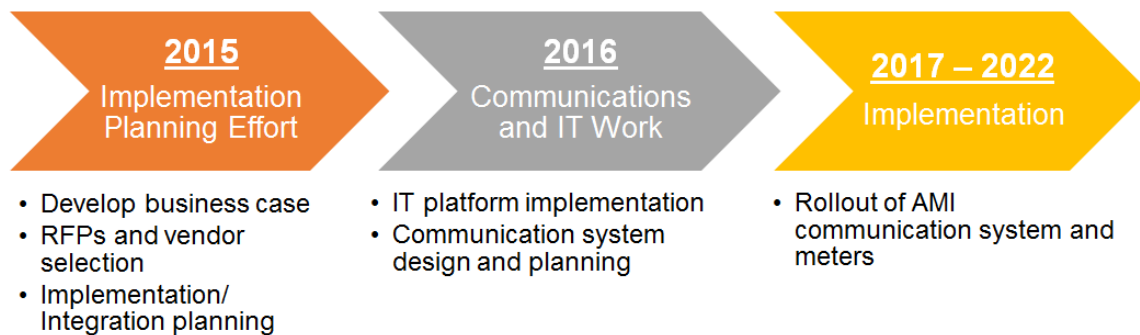 2015
Implementation
Planning Effort
• Develop business case
• RFPs and vendor
selection
• Implementation/
Integration planning
2016
Communications
and IT Work
• IT platform implementation
• Communication system
design and planning
2017 – 2022
Implementation
• Rollout of AMI
communication system and
meters